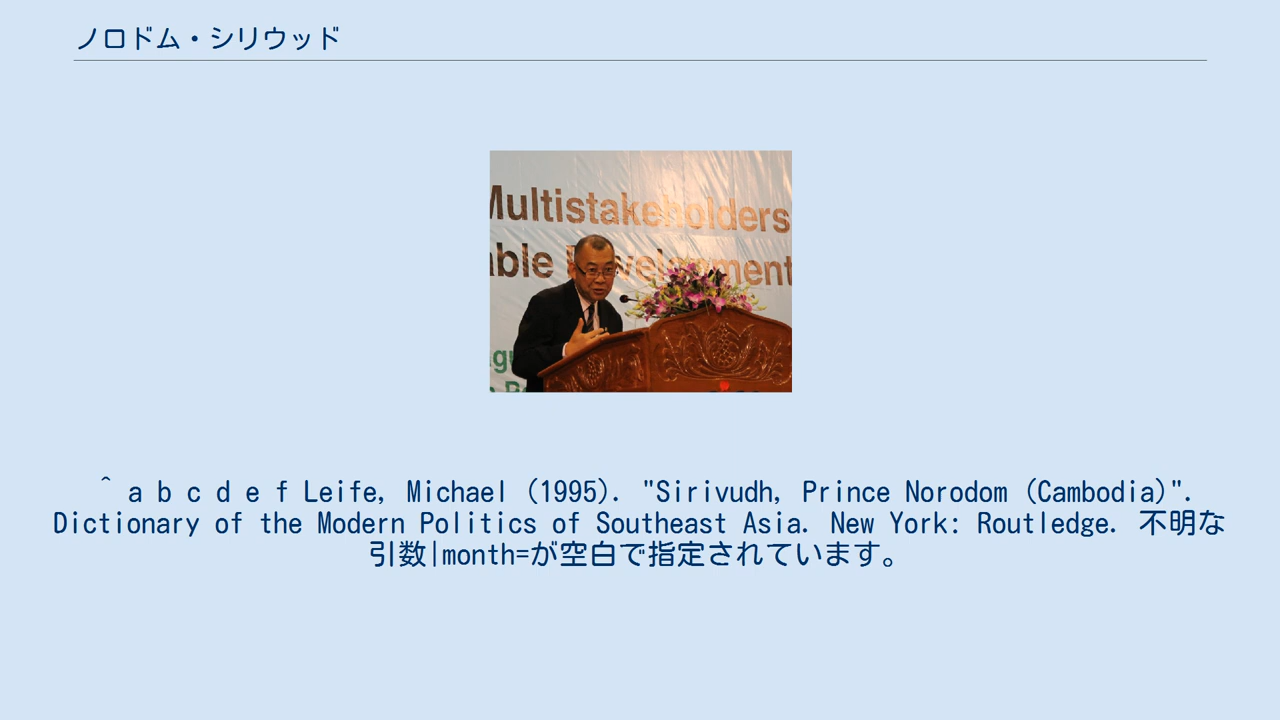 ノロドム・シリウッド
Multistakeholders
able Development
^ a b c d e f Leife, Michael (1995). "Sirivudh, Prince Norodom (Cambodia)".
Dictionary of the Modern Politics of Southeast Asia. New York: Routledge. 不明な
引数|month=が空白で指定されています。